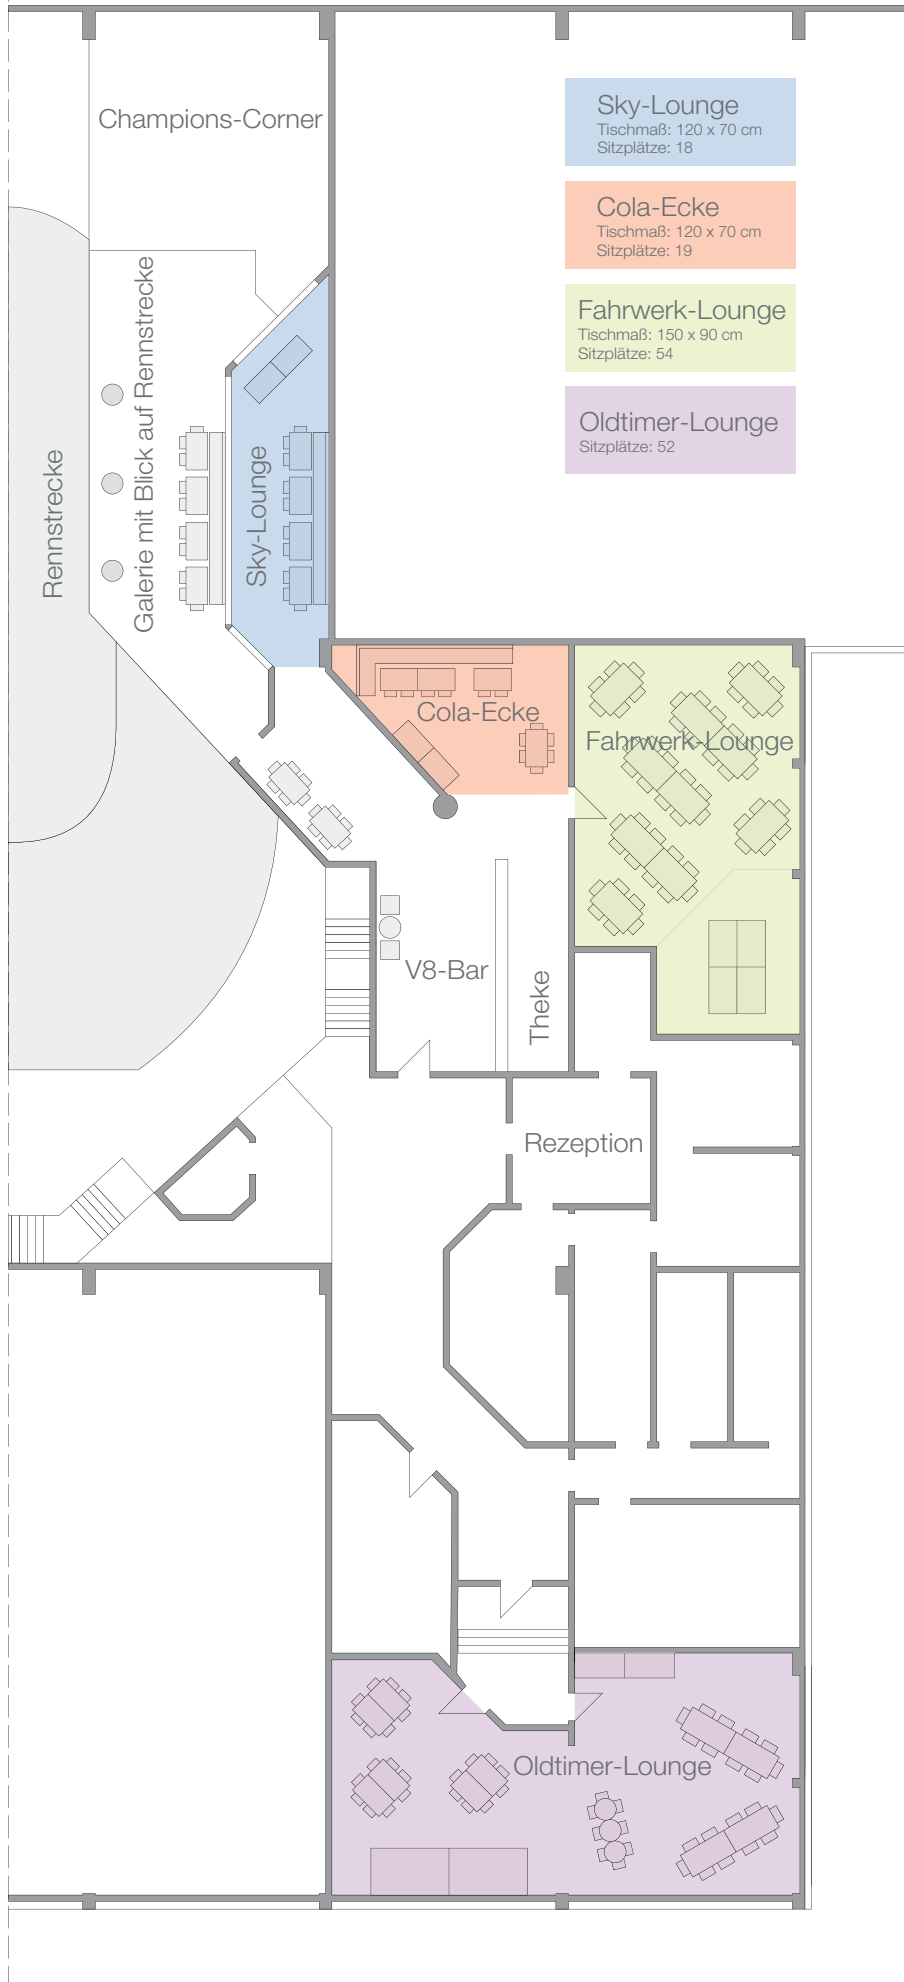 Champions-Corner
Sky-Lounge
Tischmaß: 120 x 70 cm
Sitzplätze: 18
Cola-Ecke
Tischmaß: 120 x 70 cm
Sitzplätze: 19
Fahrwerk-Lounge
Tischmaß: 150 x 90 cm
Sitzplätze: 54
Oldtimer-Lounge
Sitzplätze: 52
Rennstrecke
Galerie mit Blick auf Rennstrecke
Sky-Lounge
Cola-Ecke
Fahrwerk-Lounge
V8-Bar
Theke
Rezeption
Oldtimer-Lounge